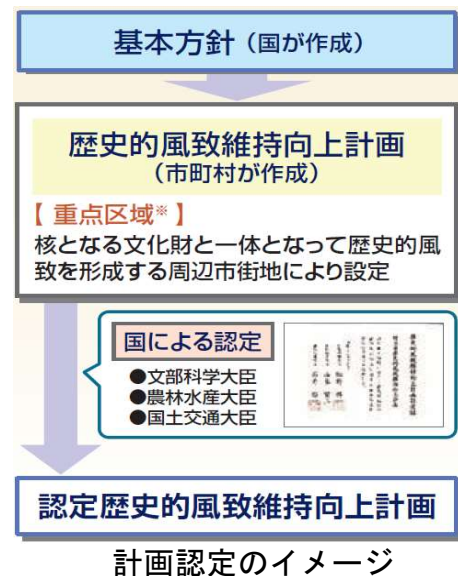 基本方針（国が作成）
歴史的風致維持向上計画
（市町村が作成）
【 重点区域※ 】
核となる文化財と一体となって歴史的風
致を形成する周辺市街地により設定
国による認定
●文部科学大臣
●農林水産大臣
●国土交通大臣
認定歴史的風致維持向上計画
計画認定のイメージ